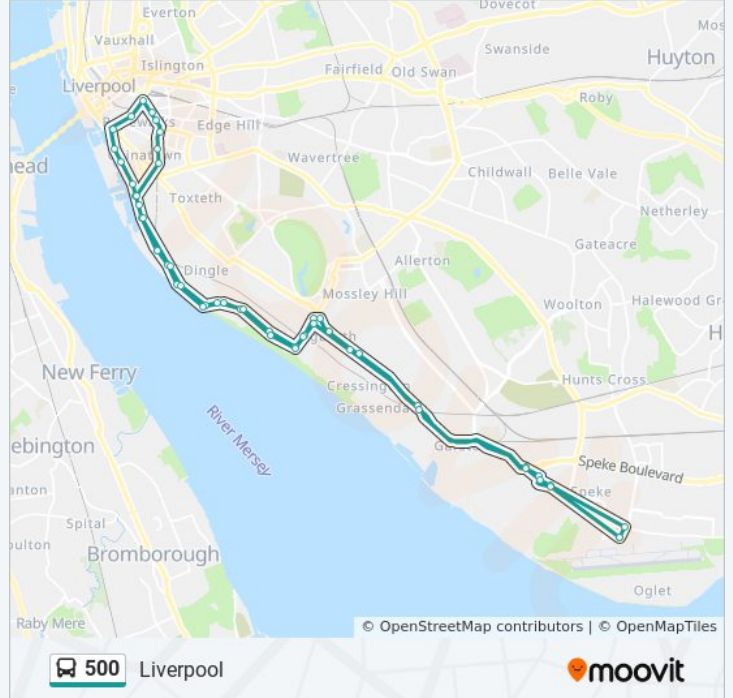 Everton
Dovecot
Vauxhall
Swanside
Islington
Huyton
Fairfield
Old Swan
Liverpool
Roby
Edge Hill
Wavertree
Childwall
Belle Vale
Toxteth
Netherley
Gateacre
Dingle
Allerton
Mossley Hill
Woolton
Halewood Gr
New Ferry
Hunts Cross
Cressington
River Mersey
ebington
Speke Boulevard
Speke
Spital
Bromborough
Oglet
Raby Mere
© OpenStreetMap contributors | © OpenMapTiles
500 Liverpool
moovit